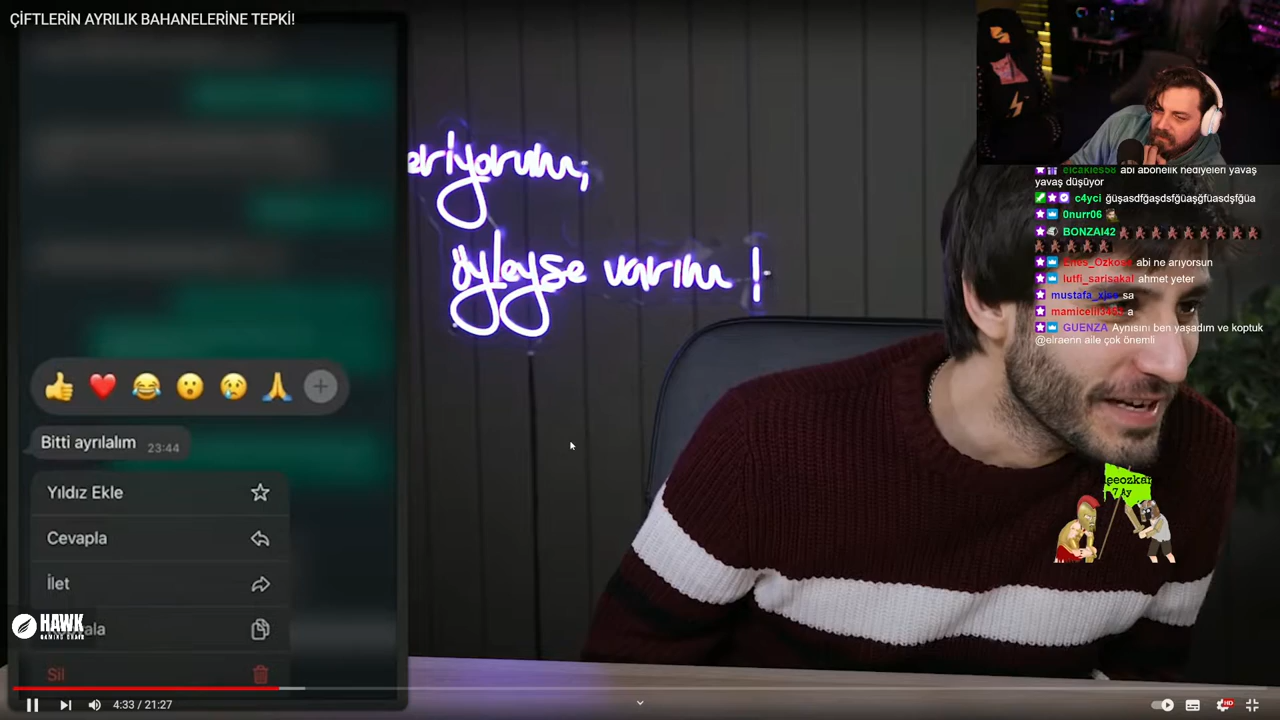 ÇİFTLERİN AYRILIK BAHANELERİNE TEPKİ!
eriyorum,
öyleyse varım !
abi abonelik hediyeleri yavaş
yavaş düşüyor
c4yci ğüşasdfğaşdsfğüaşğfüasdşfğüa
0nurr06
BONZAI42
abi ne arıyorsun
lutfi_sarisakal ahmet yeter
sa
a
GUENZA Aynısını ben yaşadım ve koptuk
@elraenn aile çok önemli
Bitti ayrılalım 23:44
Yıldız Ekle
Cevapla
İlet
Sil
HAWK
GAMING CHAIR
7 Ay
4:33 / 21:27
HD